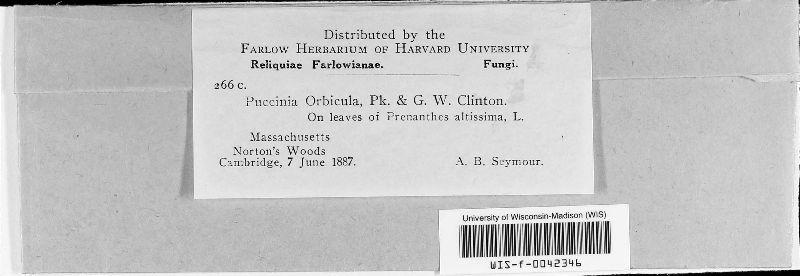 Distributed by the
FARLOW HERBARIUM OF HARVARD UNIVERSITY
Reliquiae Farlowianae. Fungi.
266 c.
Puccinia Orbicula, Pk. & G. W. Clinton.
On leaves of Prenanthes altissima, L.
Massachusetts
Norton's Woods
Cambridge, 7 June 1887. A. B. Seymour.
University of Wisconsin-Madison (WIS)
WIS-f-0042346